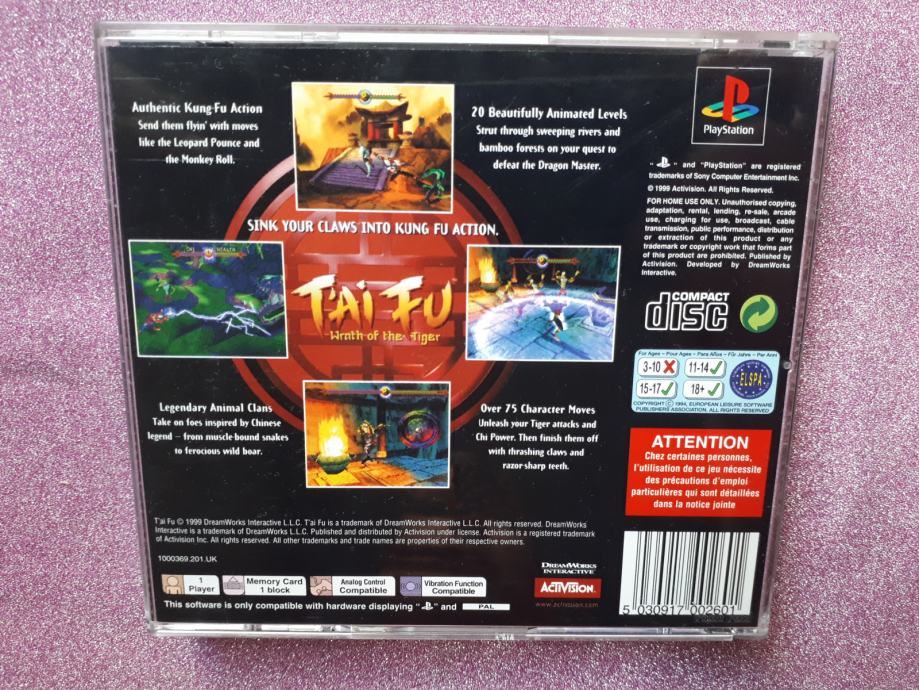 Authentic Kung-Fu Action
Send them flyin' with moves
like the Leopard Pounce and
the Monkey Roll.
20 Beautifully Animated Levels
Strut through sweeping rivers and
bamboo forests on your quest to
defeat the Dragon Master.
SINK YOUR CLAWS INTO KUNG FU ACTION.
T'AI FU
Wrath of the Tiger
Legendary Animal Clans
Take on foes inspired by Chinese
legend – from muscle-bound snakes
to ferocious wild boar.
Over 75 Character Moves
Unleash your Tiger attacks and
Chi Power. Then finish them off
with thrashing claws and
razor-sharp teeth.
PlayStation
" " and "PlayStation" are registered
trademarks of Sony Computer Entertainment Inc.
© 1999 Activision. All Rights Reserved.
FOR HOME USE ONLY. Unauthorised copying,
adaptation, rental, lending, re-sale, arcade
use, charging for use, broadcast, cable
transmission, public performance, distribution
or extraction of this product or any
trademark or copyright work that forms part
of this product are prohibited. Published by
Activision. Developed by DreamWorks
Interactive.
COMPACT
disc
For Ages – Pour Ages – Para Años – Für Jahre – Per Anni
3-10 11-14
15-17 18+
ELSPA
COPYRIGHT © 1994, EUROPEAN LEISURE SOFTWARE
PUBLISHERS ASSOCIATION. ALL RIGHTS RESERVED
ATTENTION
Chez certaines personnes,
l'utilisation de ce jeu nécessite
des précautions d'emploi
particulières qui sont détaillées
dans la notice jointe
T'ai Fu © 1999 DreamWorks Interactive L.L.C. T'ai Fu is a trademark of DreamWorks Interactive L.L.C. All rights reserved. DreamWorks
Interactive is a trademark of DreamWorks L.L.C. Published and distributed by Activision under license. Activision is a registered trademark
of Activision Inc. All rights reserved. All other trademarks and trade names are properties of their respective owners.
1000369.201.UK
1
Player
Memory Card
1 block
Analog Control
Compatible
Vibration Function
Compatible
DREAMWORKS
INTERACTIVE
ACTIVISION.
www.activision.com
This software is only compatible with hardware displaying " " and PAL
5 030917 002601